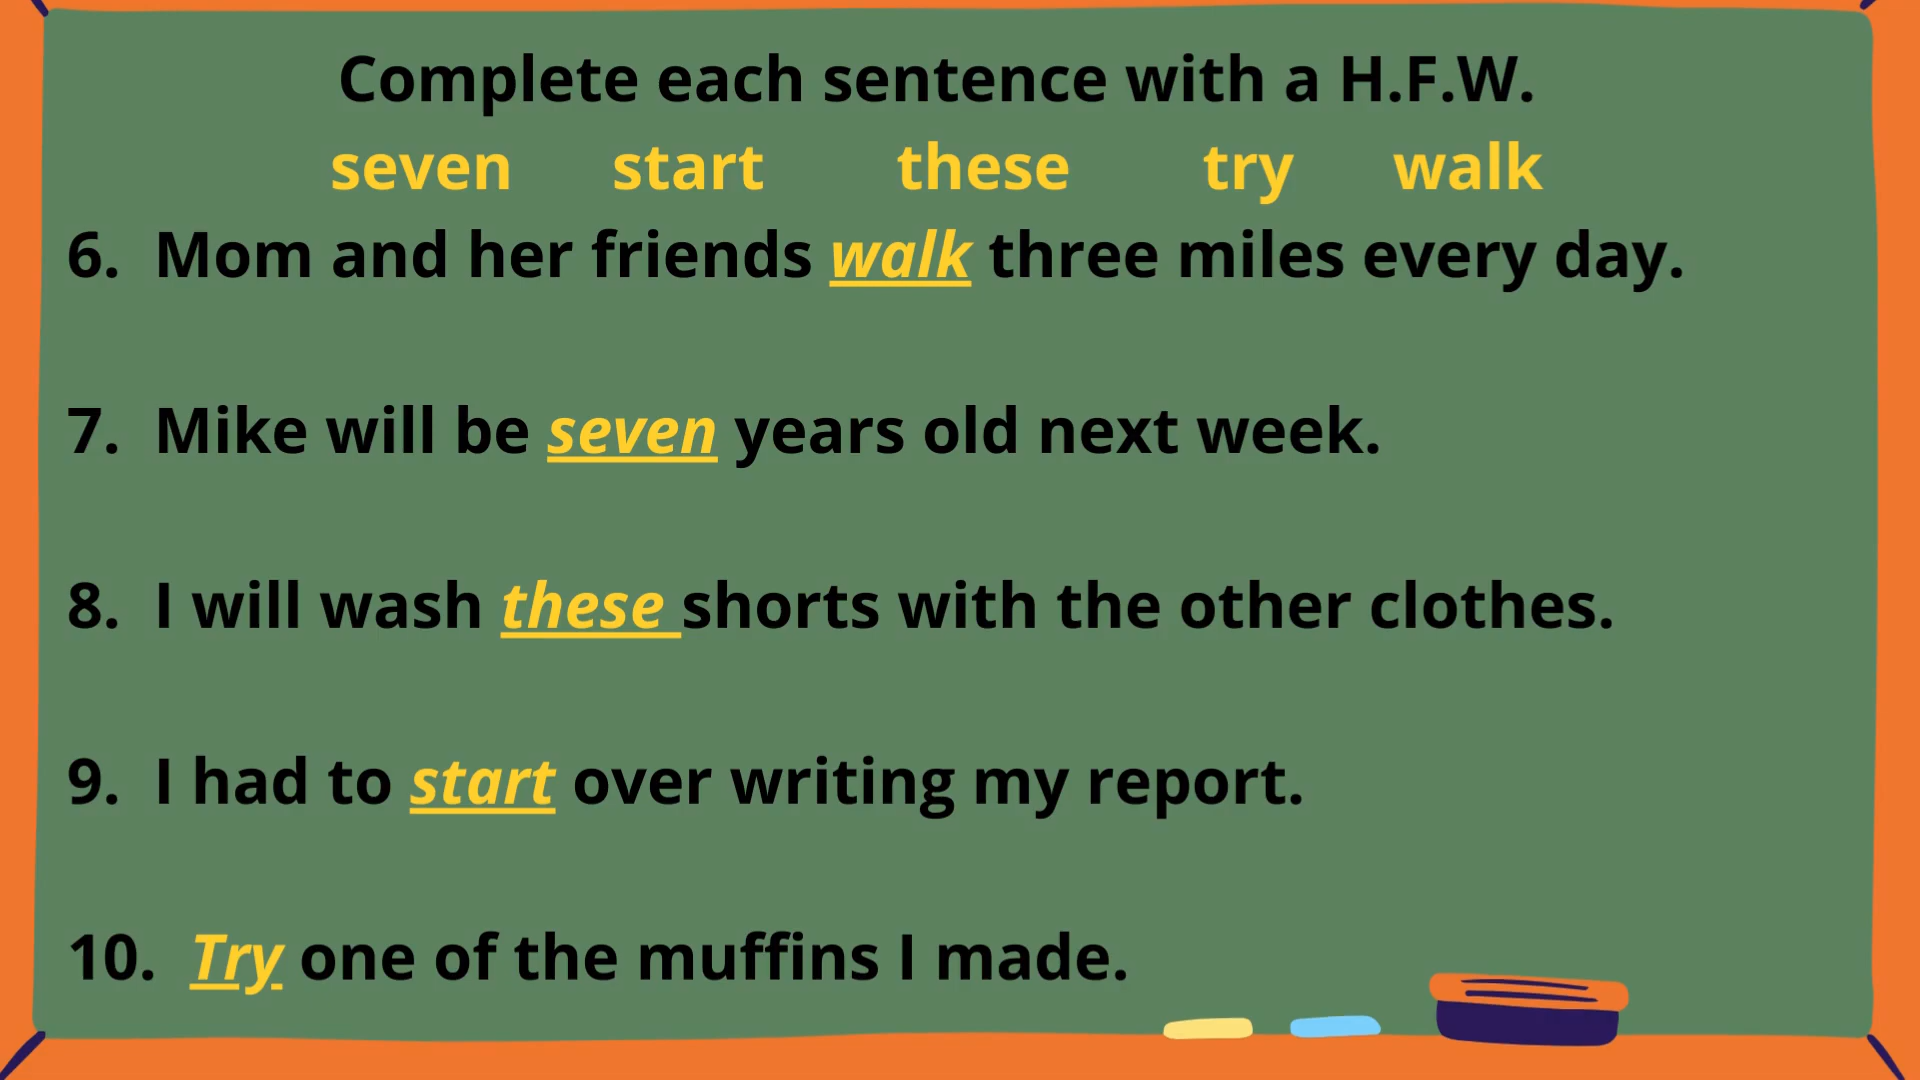 Complete each sentence with a H.F.W.
seven start these try walk
6. Mom and her friends walk three miles every day.
7. Mike will be seven years old next week.
8. I will wash these shorts with the other clothes.
9. I had to start over writing my report.
10. Try one of the muffins I made.